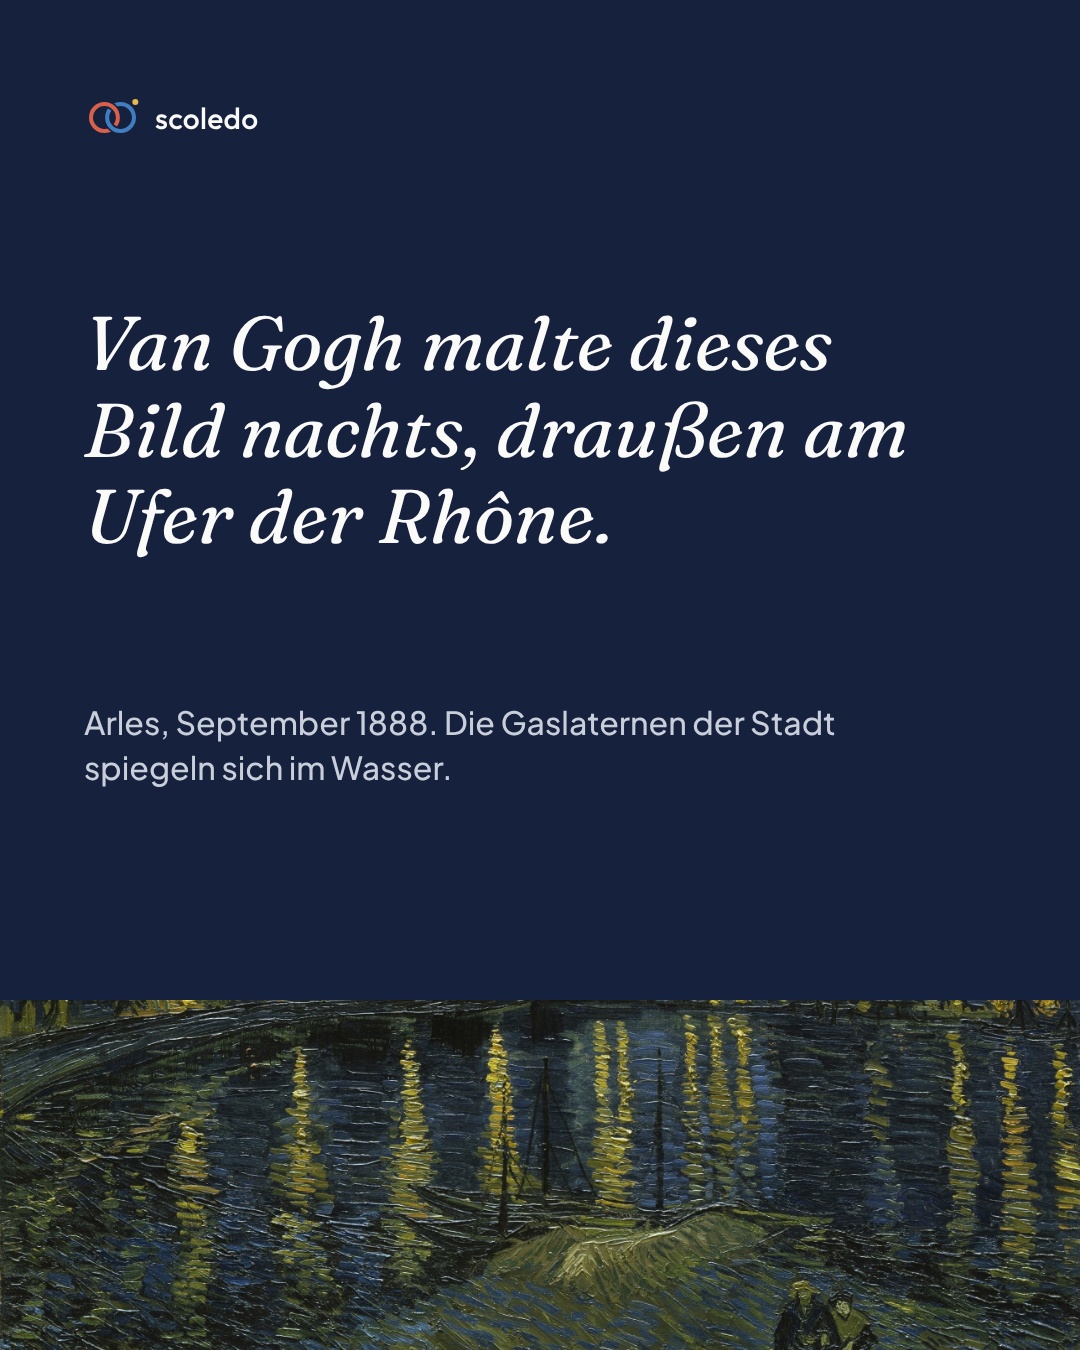 scoledo
Van Gogh malte dieses
Bild nachts, draußen am
Ufer der Rhône.
Arles, September 1888. Die Gaslaternen der Stadt
spiegeln sich im Wasser.